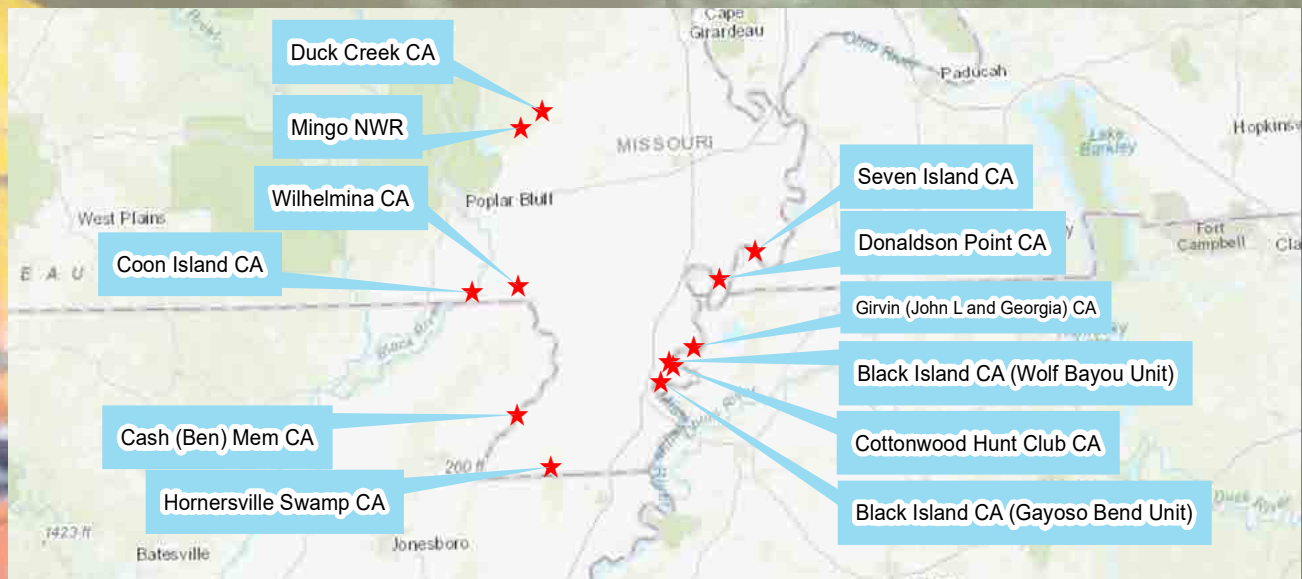 Cape
Girardeau
Ohio River
Paducah
Duck Creek CA
Mingo NWR
MISSOURI
Lake
Barkley
Hopkinsv
Wilhelmina CA
Poplar Bluff
Seven Island CA
West Plains
Donaldson Point CA
Fort
Campbell
Cla
Coon Island CA
E A U
Girvin (John L and Georgia) CA
Black Island CA (Wolf Bayou Unit)
Cash (Ben) Mem CA
Cottonwood Hunt Club CA
260 ft
Hornersville Swamp CA
Black Island CA (Gayoso Bend Unit)
Duck River
1423 ft
Batesville
Jonesboro